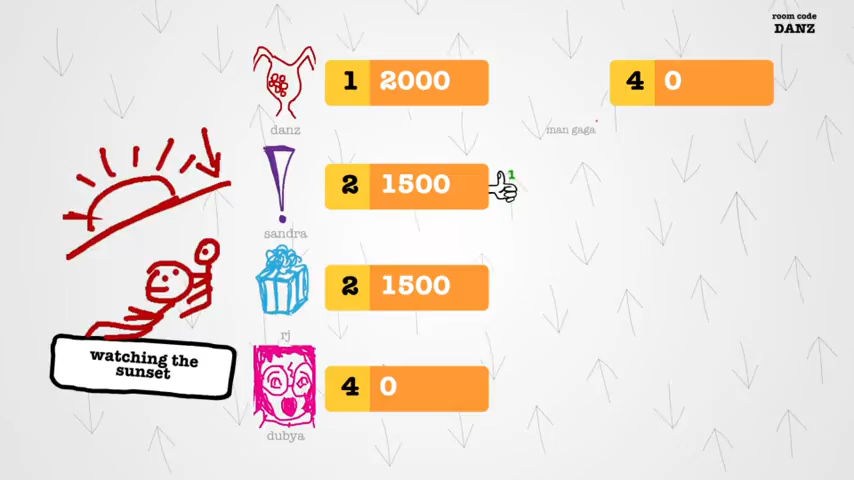 room code
DANZ
1 2000
danz
4 0
man gaga
2 1500
1
sandra
2 1500
rj
watching the
sunset
4 0
dubya